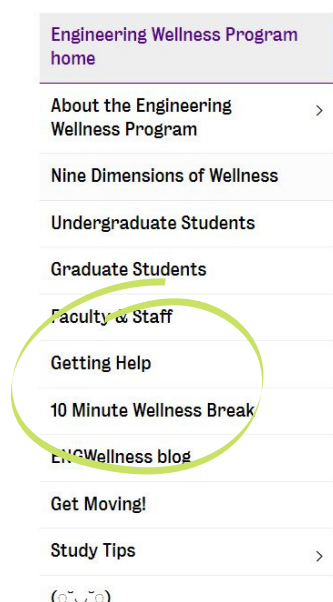 Engineering Wellness Program
home
About the Engineering
Wellness Program
Nine Dimensions of Wellness
Undergraduate Students
Graduate Students
Faculty & Staff
Getting Help
10 Minute Wellness Break
ENGWellness blog
Get Moving!
Study Tips